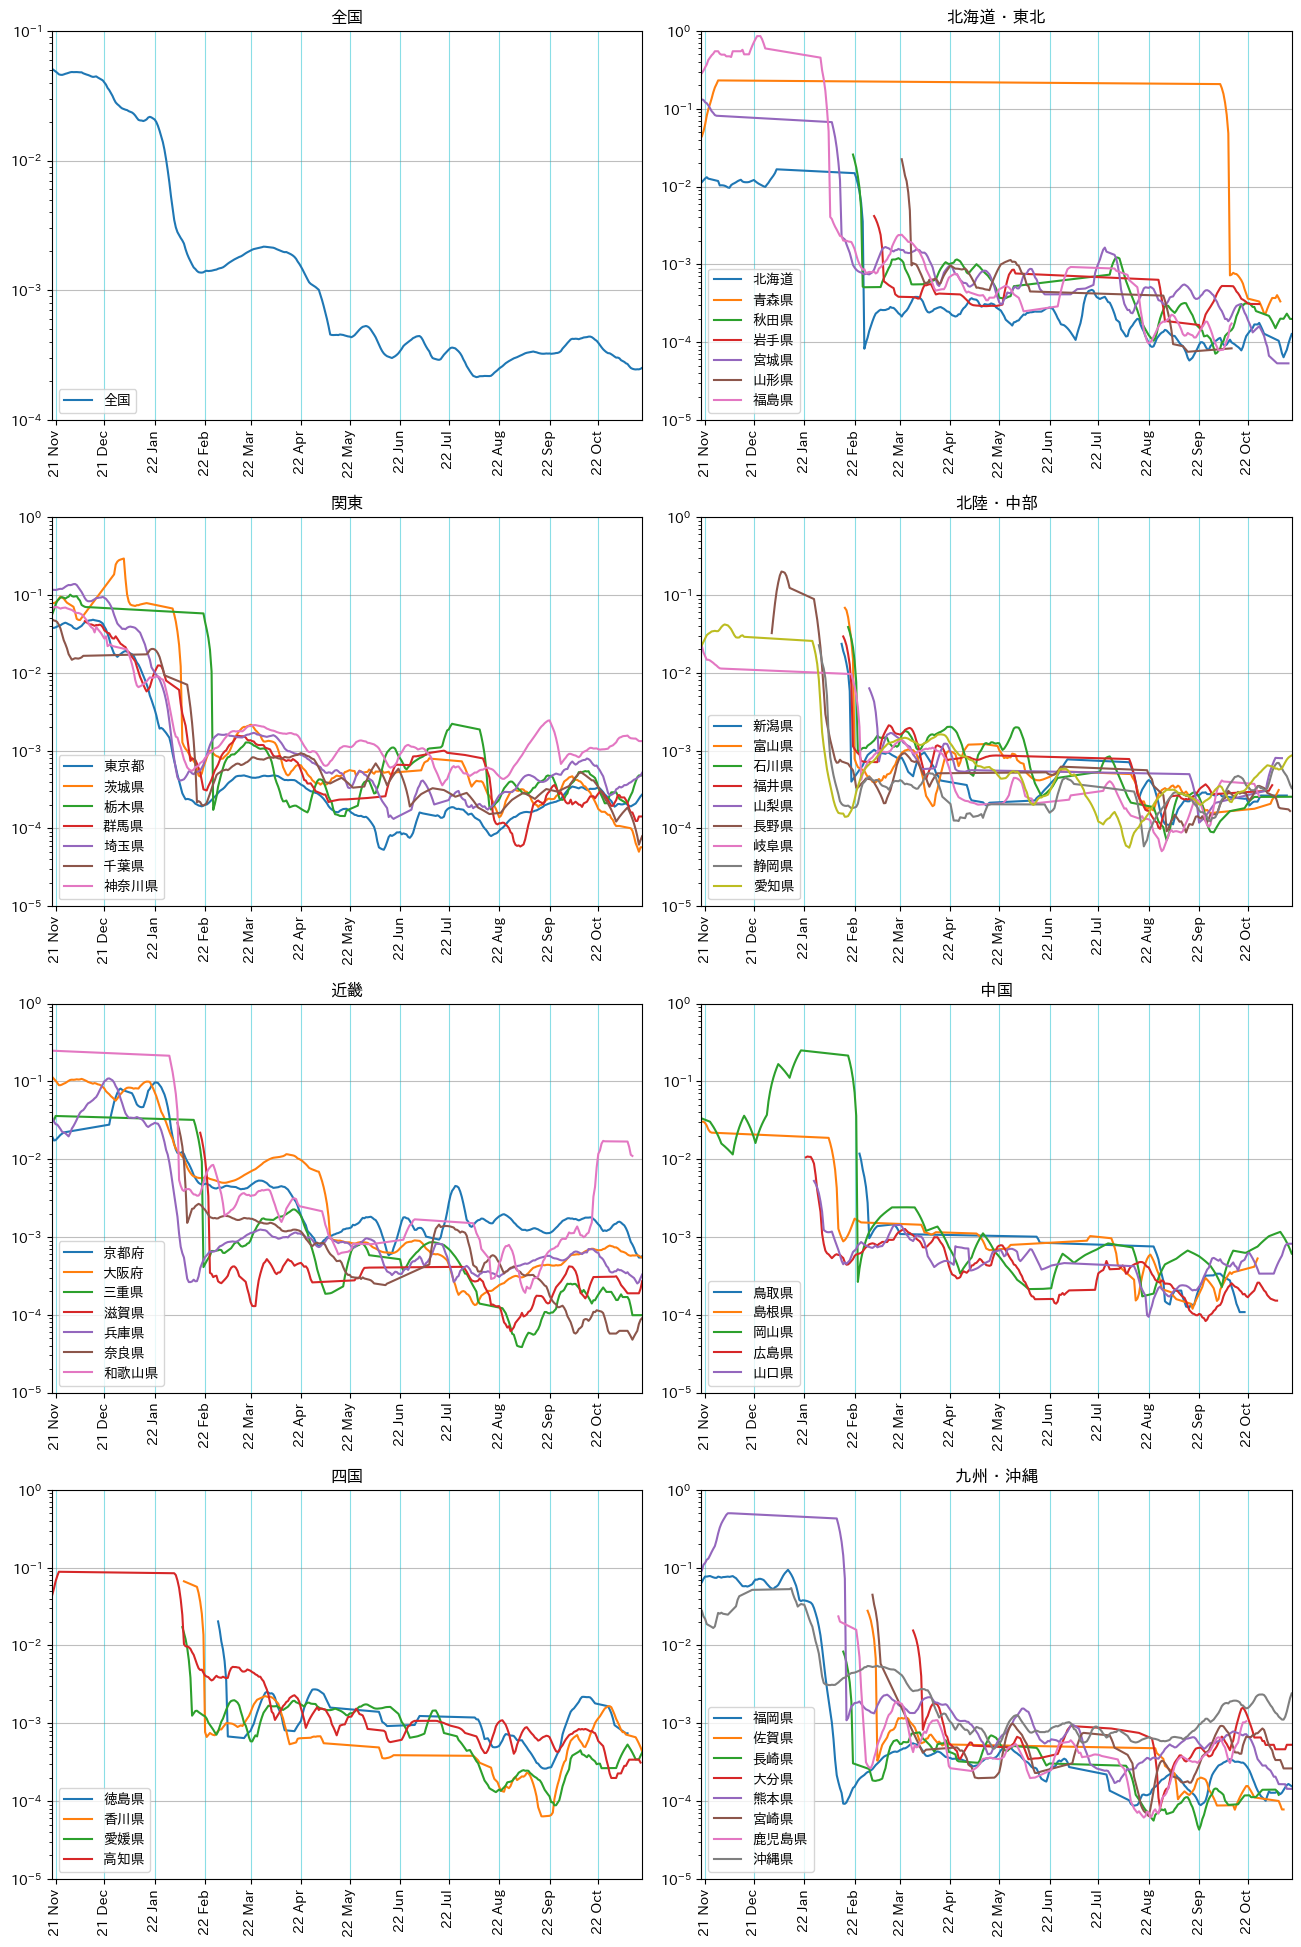 全国
10⁻¹
10⁻²
10⁻³
10⁻⁴
全国
21 Nov
21 Dec
22 Jan
22 Feb
22 Mar
22 Apr
22 May
22 Jun
22 Jul
22 Aug
22 Sep
22 Oct
北海道・東北
10⁰
10⁻¹
10⁻²
10⁻³
10⁻⁴
10⁻⁵
北海道
青森県
秋田県
岩手県
宮城県
山形県
福島県
21 Nov
21 Dec
22 Jan
22 Feb
22 Mar
22 Apr
22 May
22 Jun
22 Jul
22 Aug
22 Sep
22 Oct
関東
10⁰
10⁻¹
10⁻²
10⁻³
10⁻⁴
10⁻⁵
東京都
茨城県
栃木県
群馬県
埼玉県
千葉県
神奈川県
21 Nov
21 Dec
22 Jan
22 Feb
22 Mar
22 Apr
22 May
22 Jun
22 Jul
22 Aug
22 Sep
22 Oct
北陸・中部
10⁰
10⁻¹
10⁻²
10⁻³
10⁻⁴
10⁻⁵
新潟県
富山県
石川県
福井県
山梨県
長野県
岐阜県
静岡県
愛知県
21 Nov
21 Dec
22 Jan
22 Feb
22 Mar
22 Apr
22 May
22 Jun
22 Jul
22 Aug
22 Sep
22 Oct
近畿
10⁰
10⁻¹
10⁻²
10⁻³
10⁻⁴
10⁻⁵
京都府
大阪府
三重県
滋賀県
兵庫県
奈良県
和歌山県
21 Nov
21 Dec
22 Jan
22 Feb
22 Mar
22 Apr
22 May
22 Jun
22 Jul
22 Aug
22 Sep
22 Oct
中国
10⁰
10⁻¹
10⁻²
10⁻³
10⁻⁴
10⁻⁵
鳥取県
島根県
岡山県
広島県
山口県
21 Nov
21 Dec
22 Jan
22 Feb
22 Mar
22 Apr
22 May
22 Jun
22 Jul
22 Aug
22 Sep
22 Oct
四国
10⁰
10⁻¹
10⁻²
10⁻³
10⁻⁴
10⁻⁵
徳島県
香川県
愛媛県
高知県
21 Nov
21 Dec
22 Jan
22 Feb
22 Mar
22 Apr
22 May
22 Jun
22 Jul
22 Aug
22 Sep
22 Oct
九州・沖縄
10⁰
10⁻¹
10⁻²
10⁻³
10⁻⁴
10⁻⁵
福岡県
佐賀県
長崎県
大分県
熊本県
宮崎県
鹿児島県
沖縄県
21 Nov
21 Dec
22 Jan
22 Feb
22 Mar
22 Apr
22 May
22 Jun
22 Jul
22 Aug
22 Sep
22 Oct